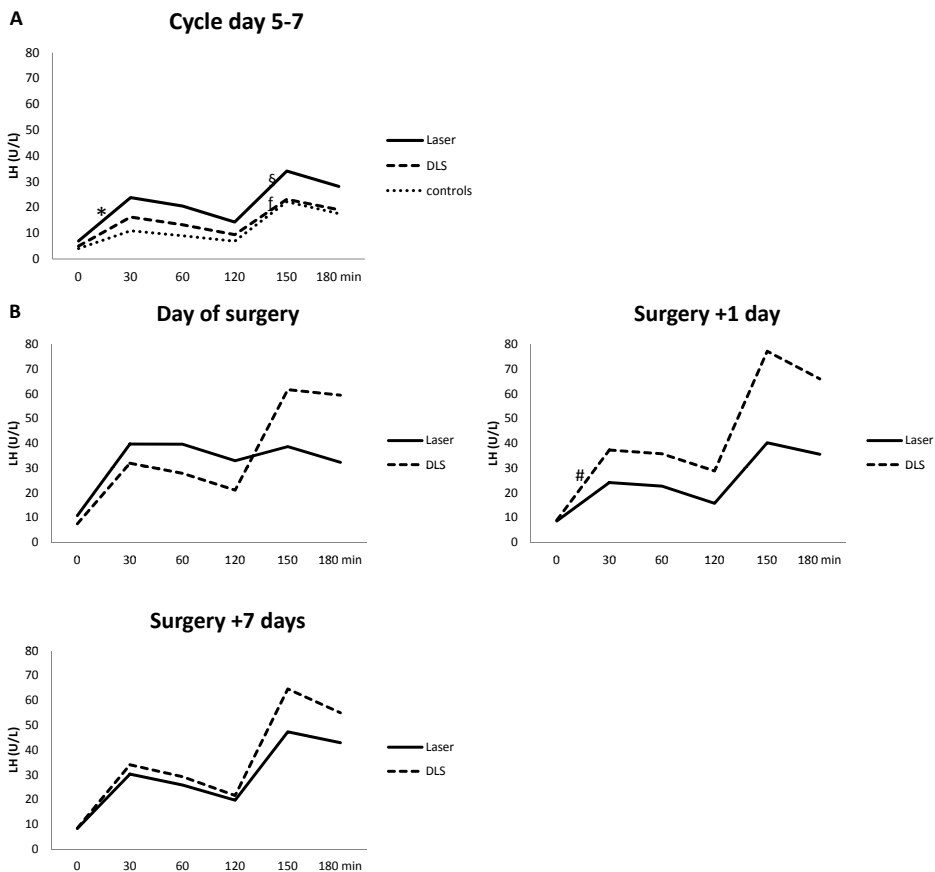 A
Cycle day 5-7
80
70
60
50
40
30
20
10
0
LH (U/L)
*
§
f
0 30 60 120 150 180 min
Laser
DLS
controls
B
Day of surgery
80
70
60
50
40
30
20
10
0
LH (U/L)
0 30 60 120 150 180 min
Laser
DLS
Surgery +1 day
80
70
60
50
40
30
20
10
0
LH (U/L)
#
0 30 60 120 150 180 min
Laser
DLS
Surgery +7 days
80
70
60
50
40
30
20
10
0
LH (U/L)
0 30 60 120 150 180 min
Laser
DLS